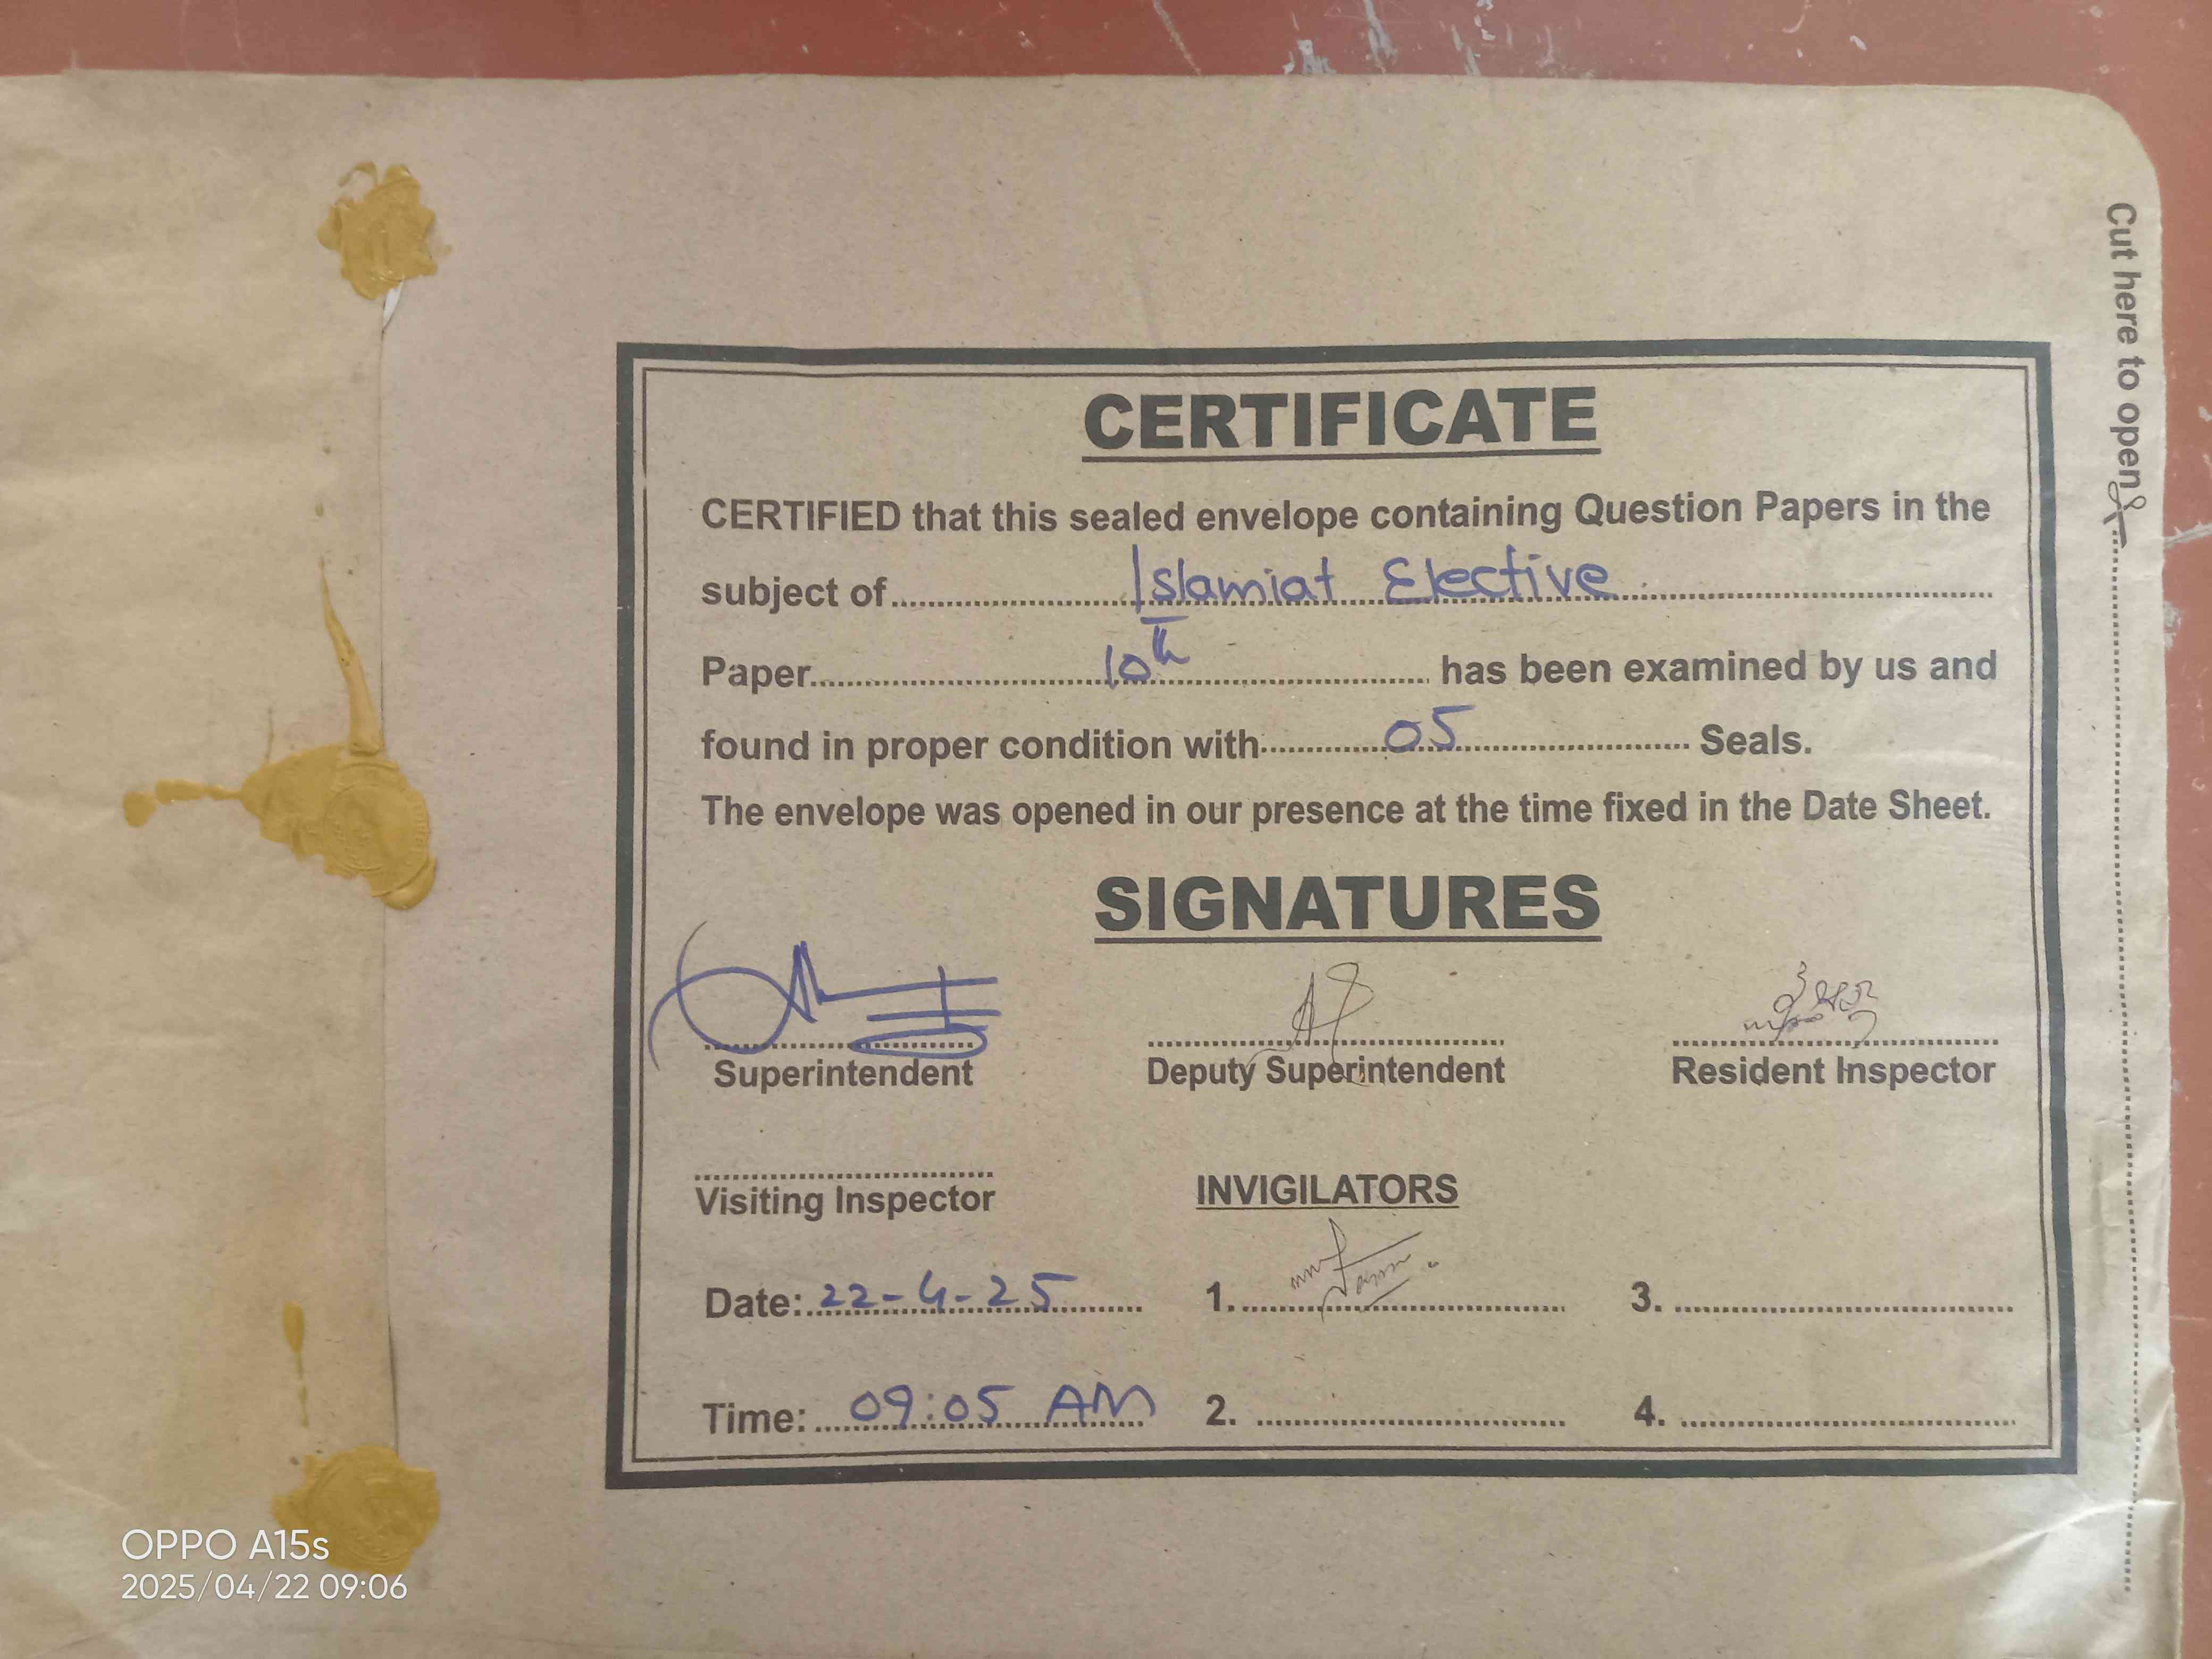 CERTIFICATE
CERTIFIED that this sealed envelope containing Question Papers in the
subject of Islamiat Elective
Paper 10th has been examined by us and
found in proper condition with 05 Seals.
The envelope was opened in our presence at the time fixed in the Date Sheet.
SIGNATURES
Superintendent Deputy Superintendent Resident Inspector
Visiting Inspector INVIGILATORS
Date: 22-4-25 1. 3.
Time: 09:05 AM 2. 4.
Cut here to open
OPPO A15s
2025/04/22 09:06